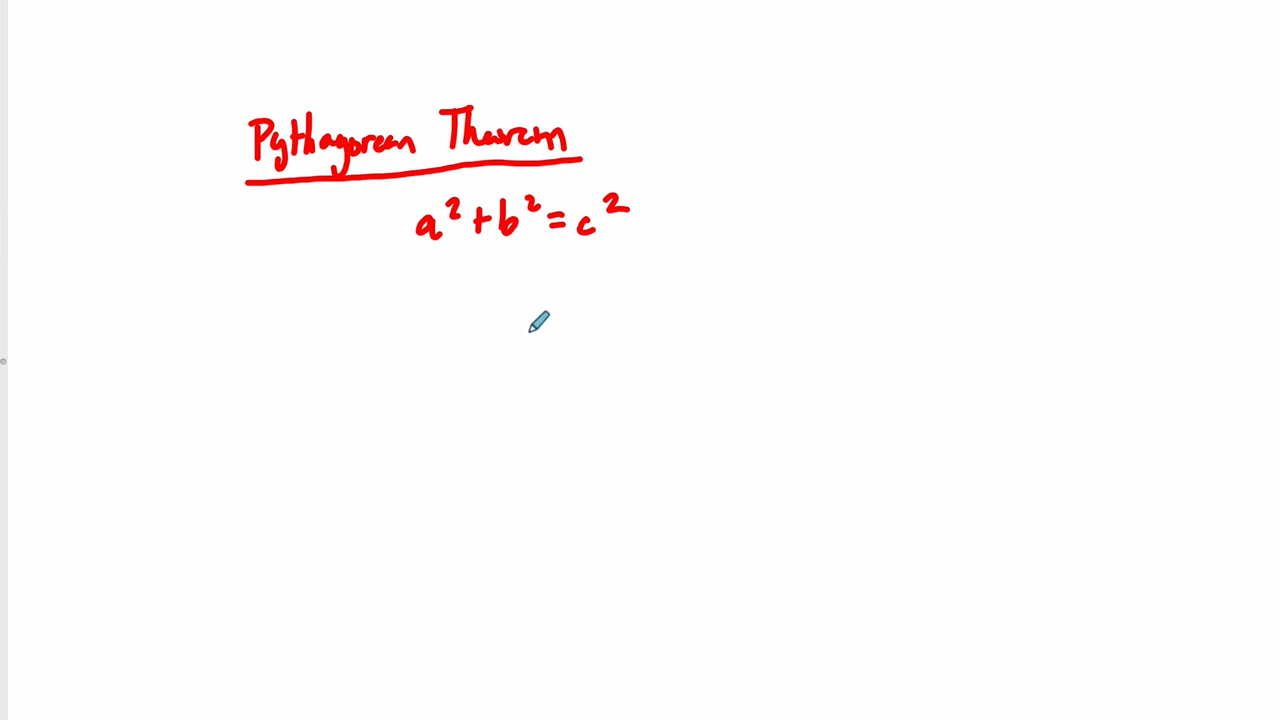 Pythagorean Theorem
a² + b² = c²